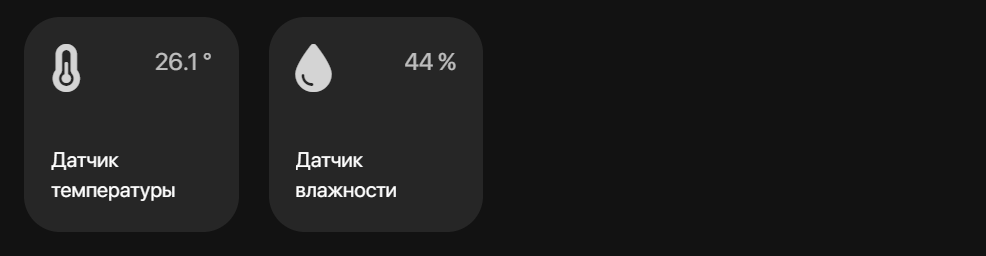 26.1 °
44 %
Датчик
температуры
Датчик
влажности